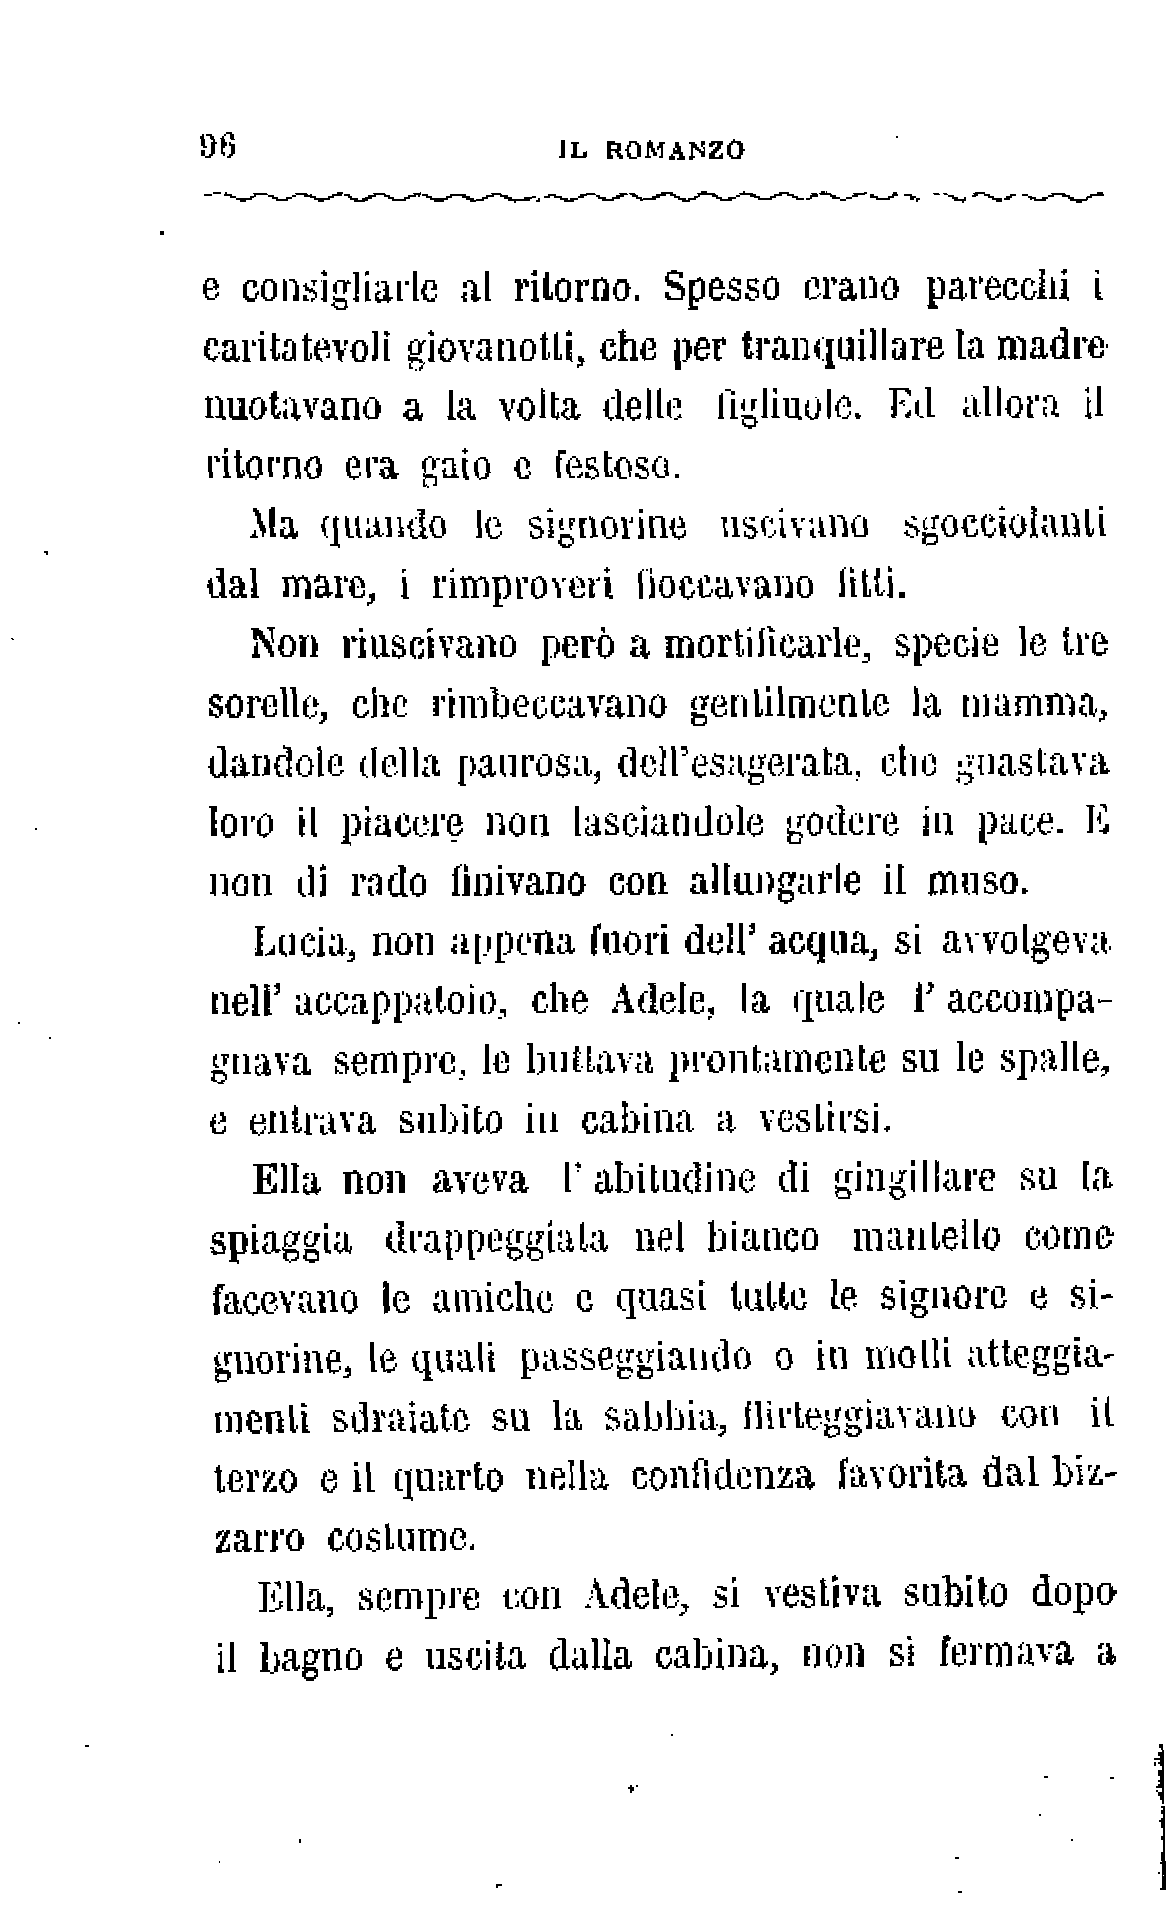 96 IL ROMANZO
e consigliarle al ritorno. Spesso erano parecchi i
caritatevoli giovanotti, che per tranquillare la madre
nuotavano a la volta delle figliuole. Ed allora il
ritorno era gaio e festoso.
Ma quando le signorine uscivano sgocciolanti
dal mare, i rimproveri fioccavano fitti.
Non riuscivano però a mortificarle, specie le tre
sorelle, che rimbeccavano gentilmente la mamma,
dandole della paurosa, dell'esagerata, che guastava
loro il piacere non lasciandole godere in pace. E
non di rado finivano con allungarle il muso.
Lucia, non appena fuori dell' acqua, si avvolgeva
nell' accappatoio, che Adele, la quale l' accompa-
gnava sempre, le buttava prontamente su le spalle,
e entrava subito in cabina a vestirsi.
Ella non aveva l' abitudine di gingillare su la
spiaggia drappeggiata nel bianco mantello come
facevano le amiche e quasi tutte le signore e si-
gnorine, le quali passeggiando o in molli atteggia-
menti sdraiate su la sabbia, flirteggiavano con il
terzo e il quarto nella confidenza favorita dal biz-
zarro costume.
Ella, sempre con Adele, si vestiva subito dopo
il bagno e uscita dalla cabina, non si fermava a